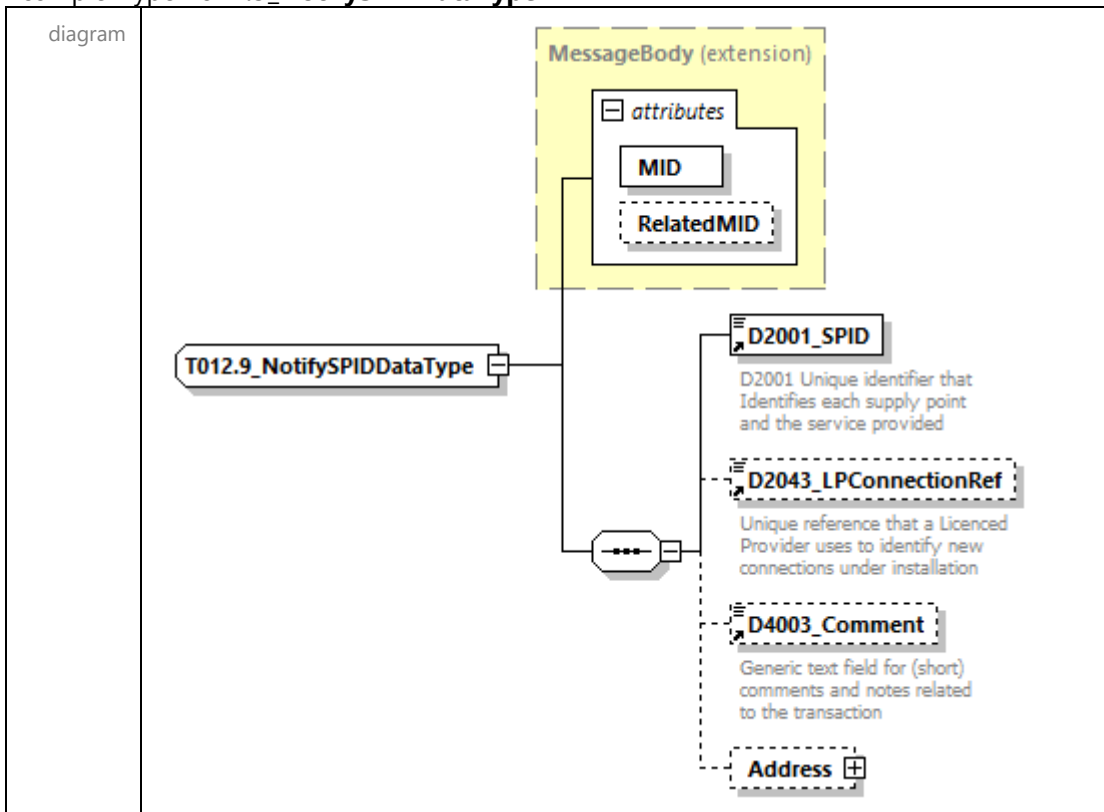 diagram
MessageBody (extension)
attributes
MID
RelatedMID
T012.9_NotifySPIDDataType
D2001_SPID
D2001 Unique identifier that
Identifies each supply point
and the service provided
D2043_LPConnectionRef
Unique reference that a Licenced
Provider uses to identify new
connections under installation
D4003_Comment
Generic text field for (short)
comments and notes related
to the transaction
Address